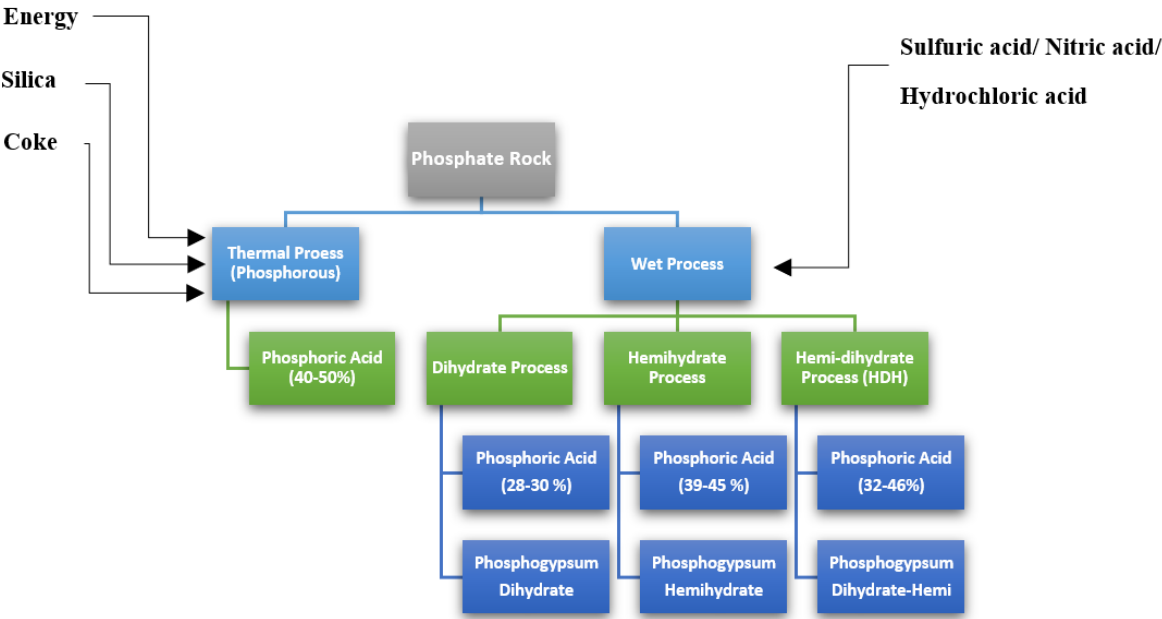 Energy
Silica
Coke
Sulfuric acid/ Nitric acid/
Hydrochloric acid
Phosphate Rock
Thermal Proess
(Phosphorous)
Wet Process
Phosphoric Acid
(40-50%)
Dihydrate Process
Hemihydrate
Process
Hemi-dihydrate
Process (HDH)
Phosphoric Acid
(28-30 %)
Phosphoric Acid
(39-45 %)
Phosphoric Acid
(32-46%)
Phosphogypsum
Dihydrate
Phosphogypsum
Hemihydrate
Phosphogypsum
Dihydrate-Hemi